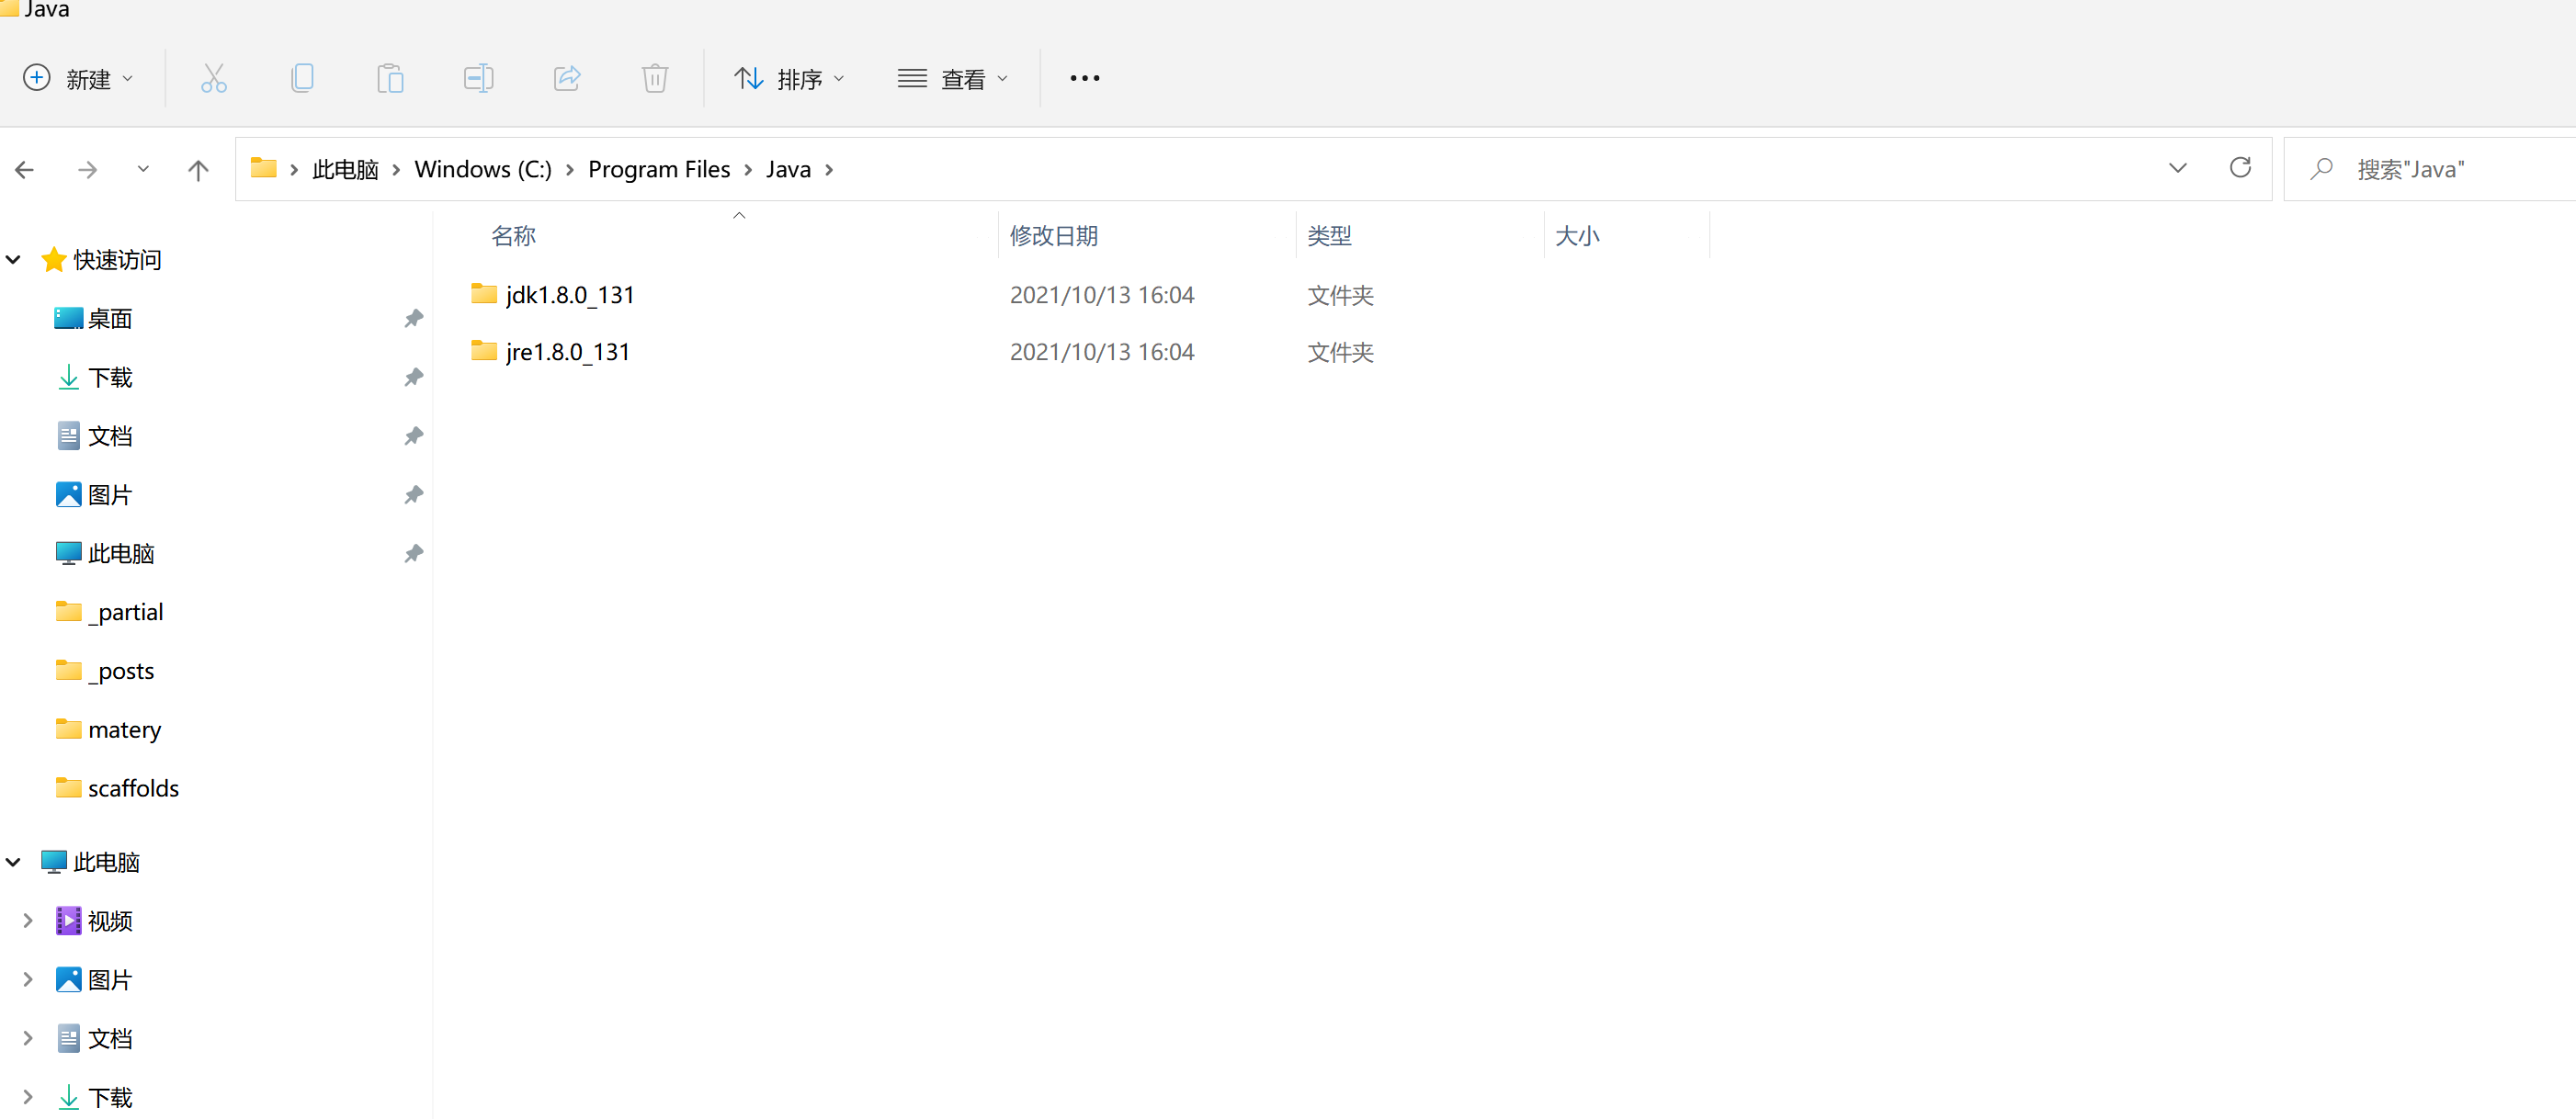 Java
新建 排序 查看
此电脑 Windows (C:) Program Files Java 搜索"Java"
名称 修改日期 类型 大小
jdk1.8.0_131 2021/10/13 16:04 文件夹
jre1.8.0_131 2021/10/13 16:04 文件夹
快速访问
桌面
下载
文档
图片
此电脑
_partial
_posts
matery
scaffolds
此电脑
视频
图片
文档
下载